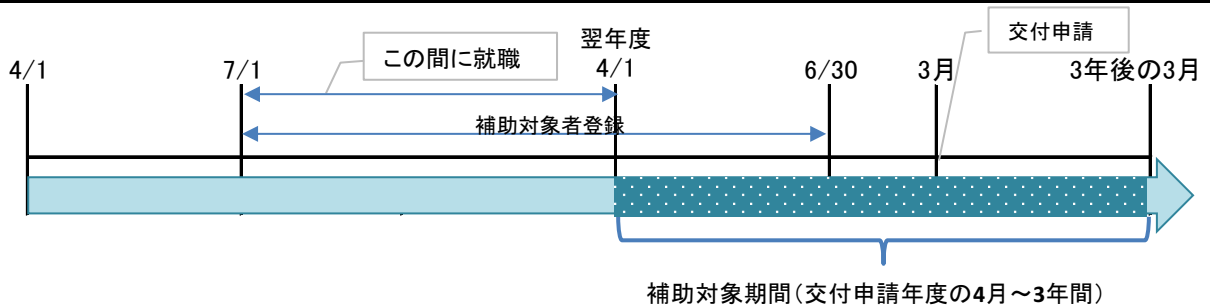 交付申請
この間に就職
翌年度
4/1
7/1
4/1
6/30
3月
3年後の3月
補助対象者登録
補助対象期間(交付申請年度の4月～3年間)